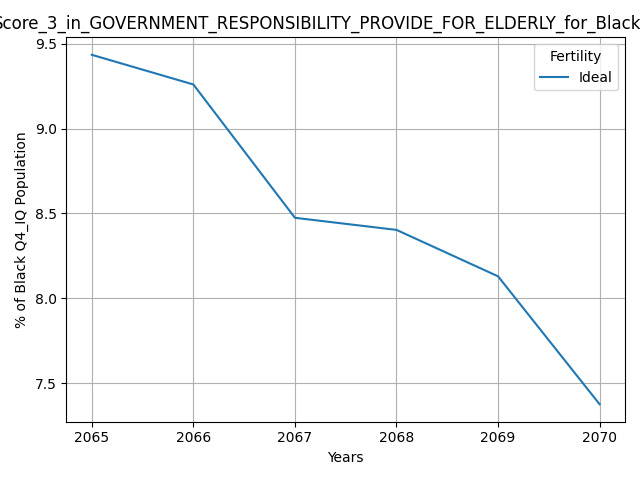 Score_3_in_GOVERNMENT_RESPONSIBILITY_PROVIDE_FOR_ELDERLY_for_Black
Fertility
Ideal
9.5
9.0
8.5
8.0
7.5
% of Black Q4_IQ Population
2065 2066 2067 2068 2069 2070
Years